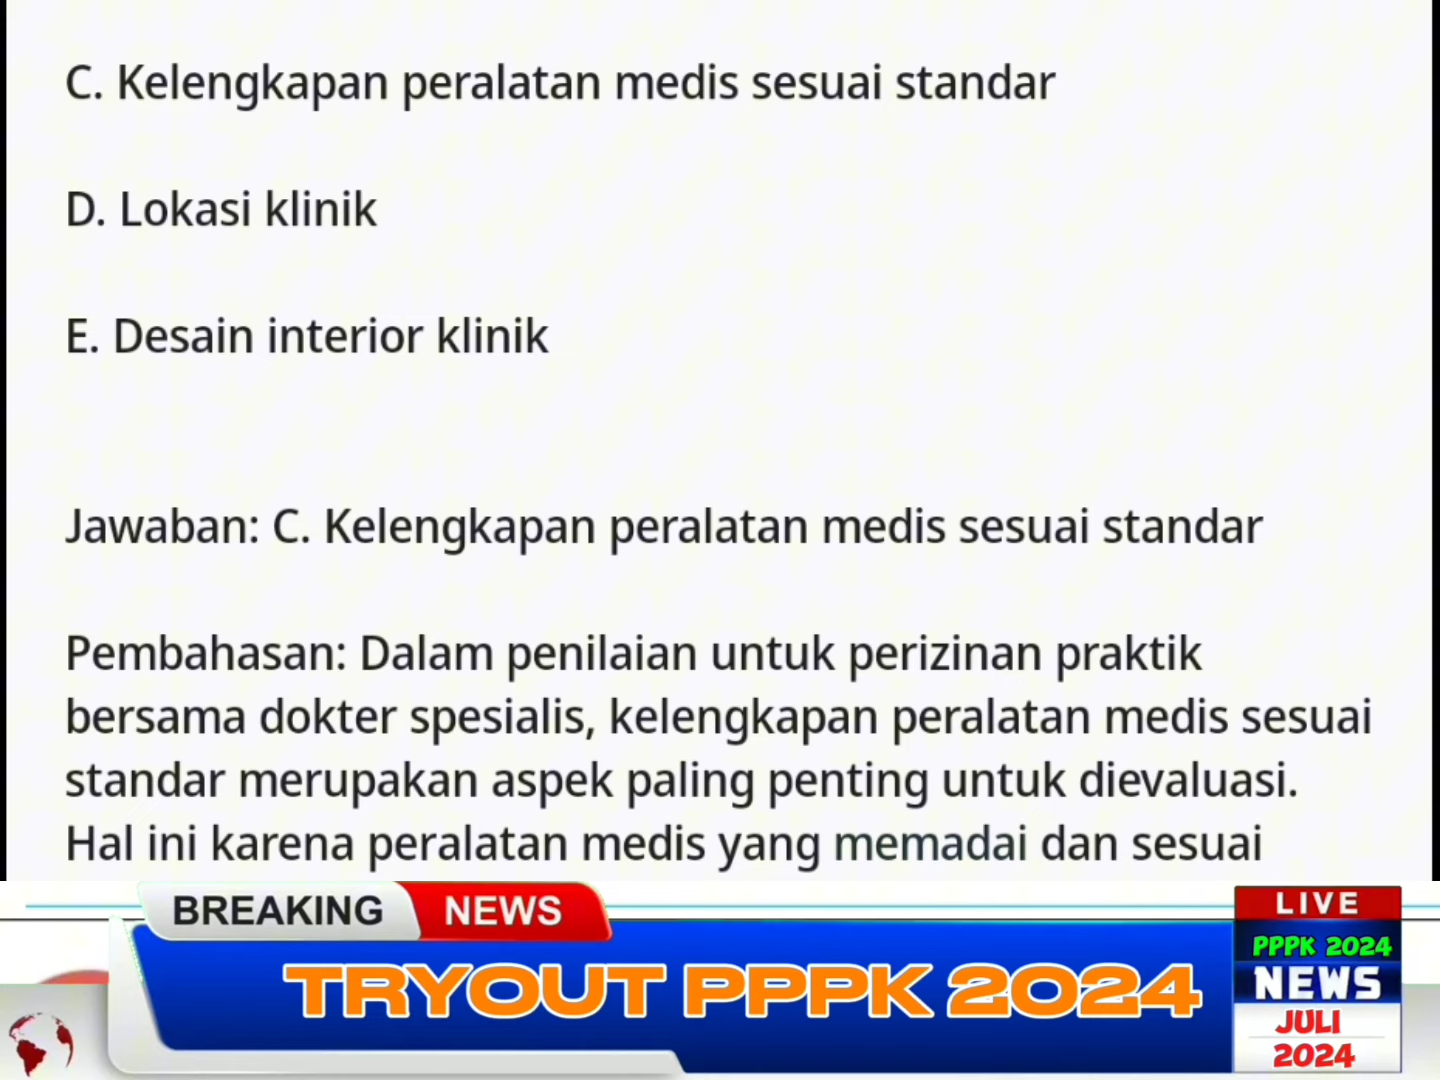 C. Kelengkapan peralatan medis sesuai standar
D. Lokasi klinik
E. Desain interior klinik
Jawaban: C. Kelengkapan peralatan medis sesuai standar
Pembahasan: Dalam penilaian untuk perizinan praktik
bersama dokter spesialis, kelengkapan peralatan medis sesuai
standar merupakan aspek paling penting untuk dievaluasi.
Hal ini karena peralatan medis yang memadai dan sesuai
BREAKING NEWS
TRYOUT PPPK 2024
LIVE
PPPK 2024
NEWS
JULI
2024